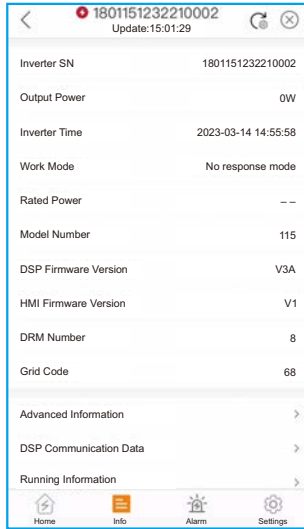 1801151232210002
Update:15:01:29
Inverter SN 1801151232210002
Output Power 0W
Inverter Time 2023-03-14 14:55:58
Work Mode No response mode
Rated Power – –
Model Number 115
DSP Firmware Version V3A
HMI Firmware Version V1
DRM Number 8
Grid Code 68
Advanced Information
DSP Communication Data
Running Information
Home Info Alarm Settings